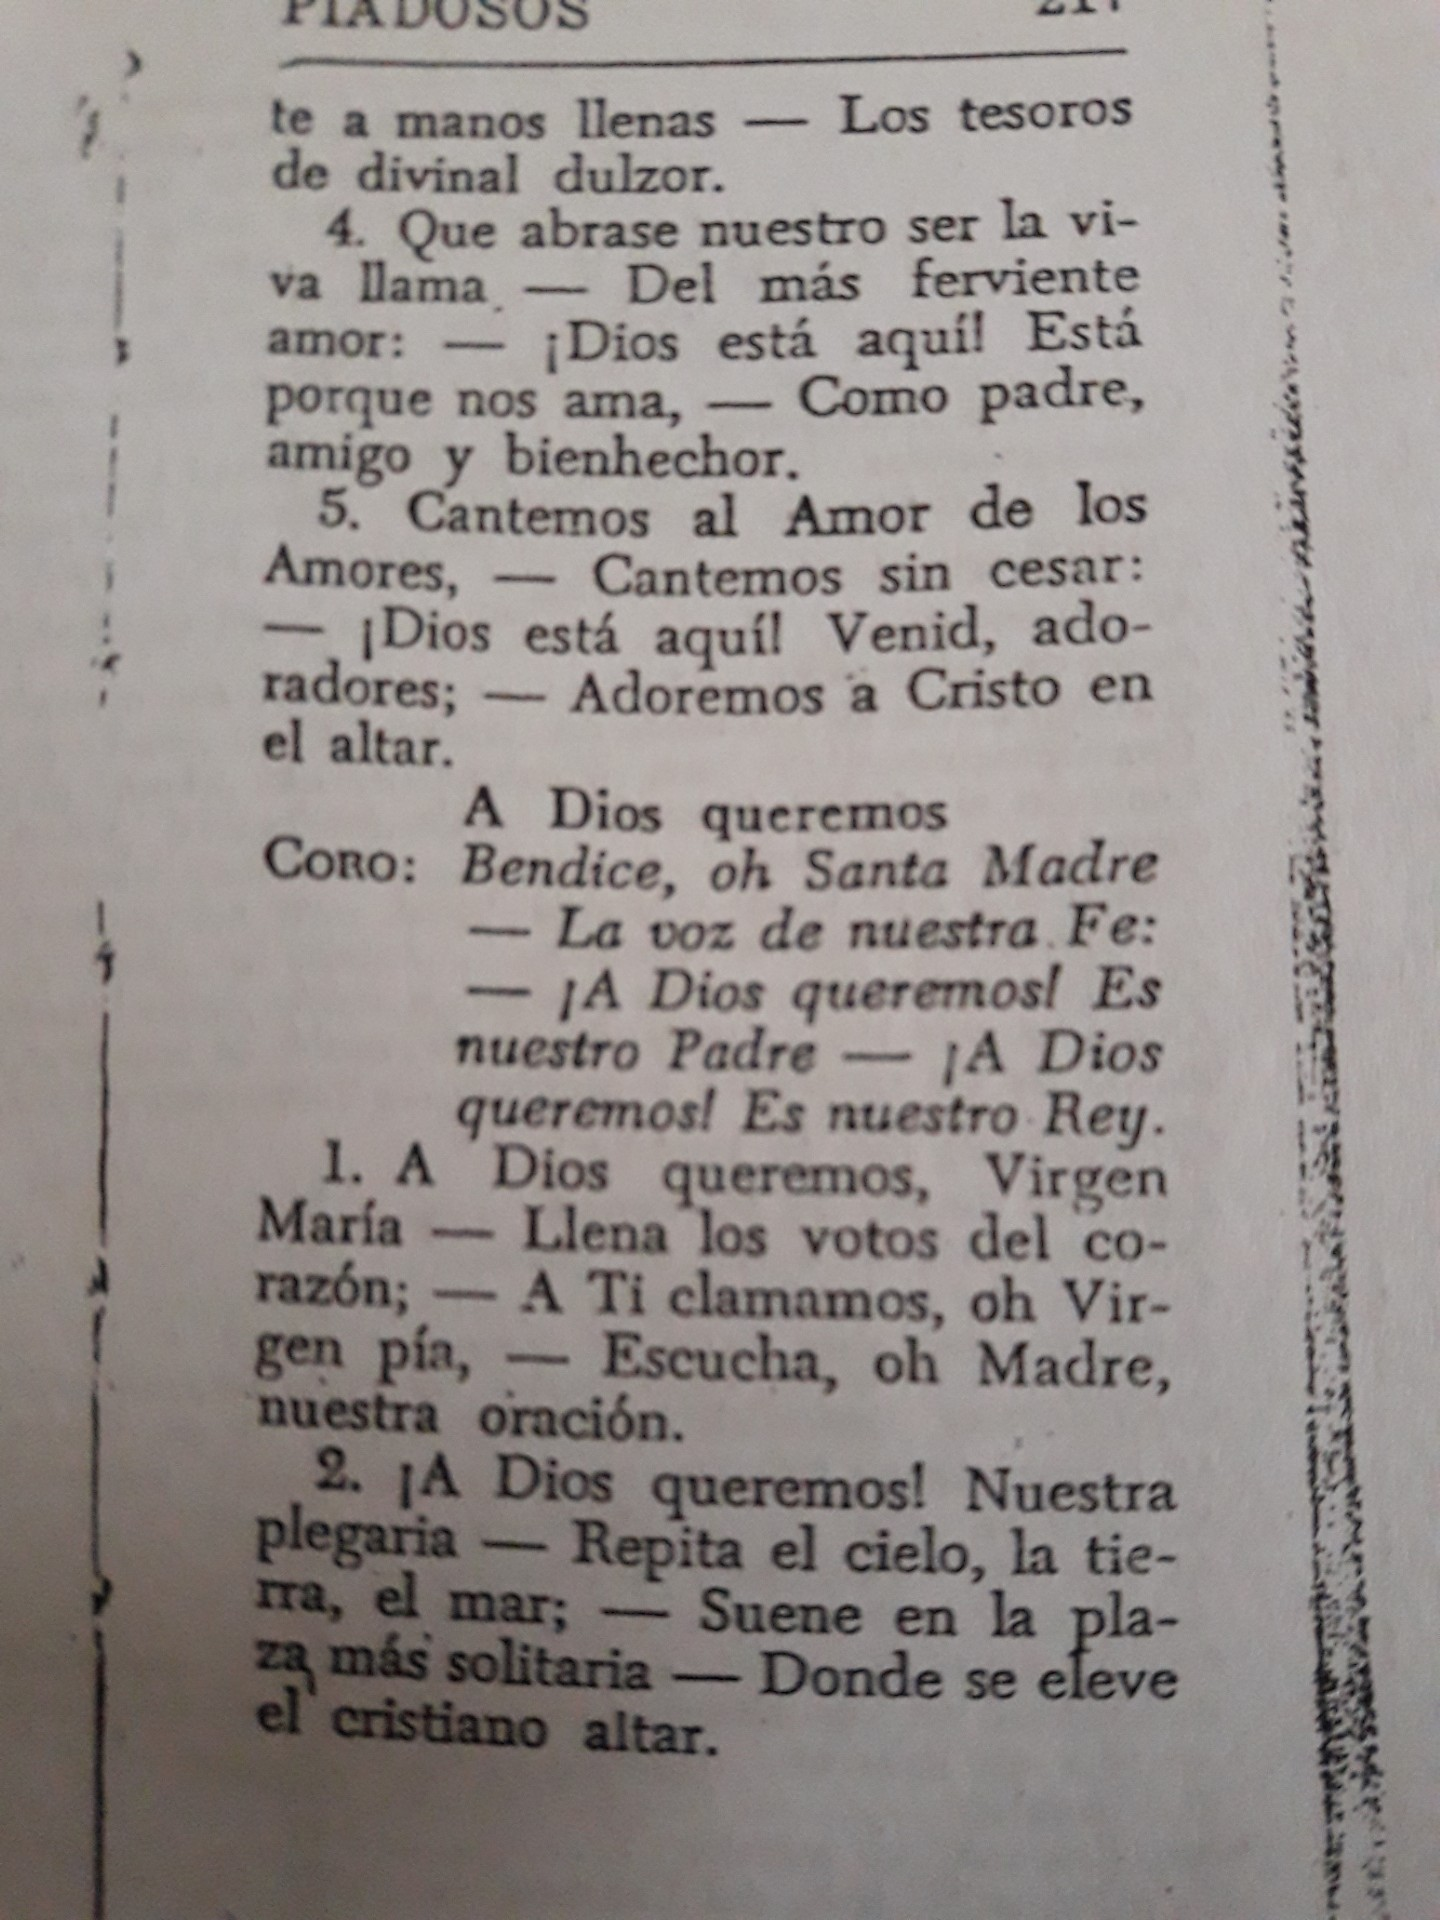 PIADOSOS
te a manos llenas — Los tesoros
de divinal dulzor.
4. Que abrase nuestro ser la vi-
va llama — Del más ferviente
amor: — ¡Dios está aquí! Está
porque nos ama, — Como padre,
amigo y bienhechor.
5. Cantemos al Amor de los
Amores, — Cantemos sin cesar:
— ¡Dios está aquí! Venid, ado-
radores; — Adoremos a Cristo en
el altar.
A Dios queremos
CORO: Bendice, oh Santa Madre
— La voz de nuestra Fe:
— ¡A Dios queremos! Es
nuestro Padre — ¡A Dios
queremos! Es nuestro Rey.
1. A Dios queremos, Virgen
María — Llena los votos del co-
razón; — A Ti clamamos, oh Vir-
gen pía, — Escucha, oh Madre,
nuestra oración.
2. ¡A Dios queremos! Nuestra
plegaria — Repita el cielo, la tie-
rra, el mar; — Suene en la pla-
za más solitaria — Donde se eleve
el cristiano altar.